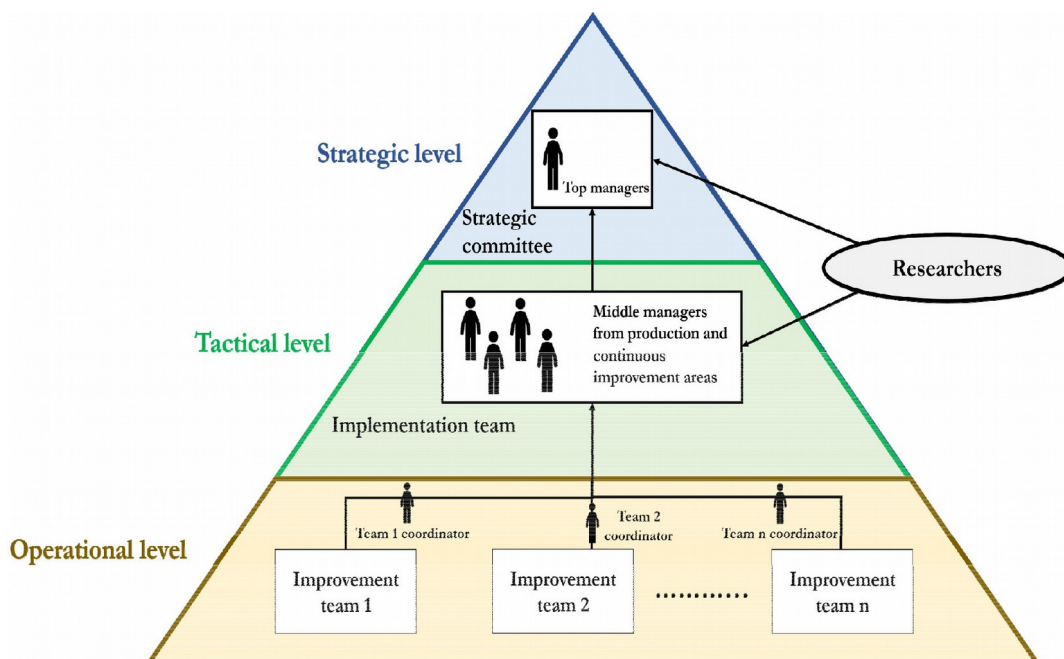 Strategic level
Top managers
Strategic
committee
Researchers
Tactical level
Middle managers
from production and
continuous
improvement areas
Implementation team
Operational level
Team 1 coordinator
Team 2
coordinator
Team n coordinator
Improvement
team 1
Improvement
team 2
............
Improvement
team n